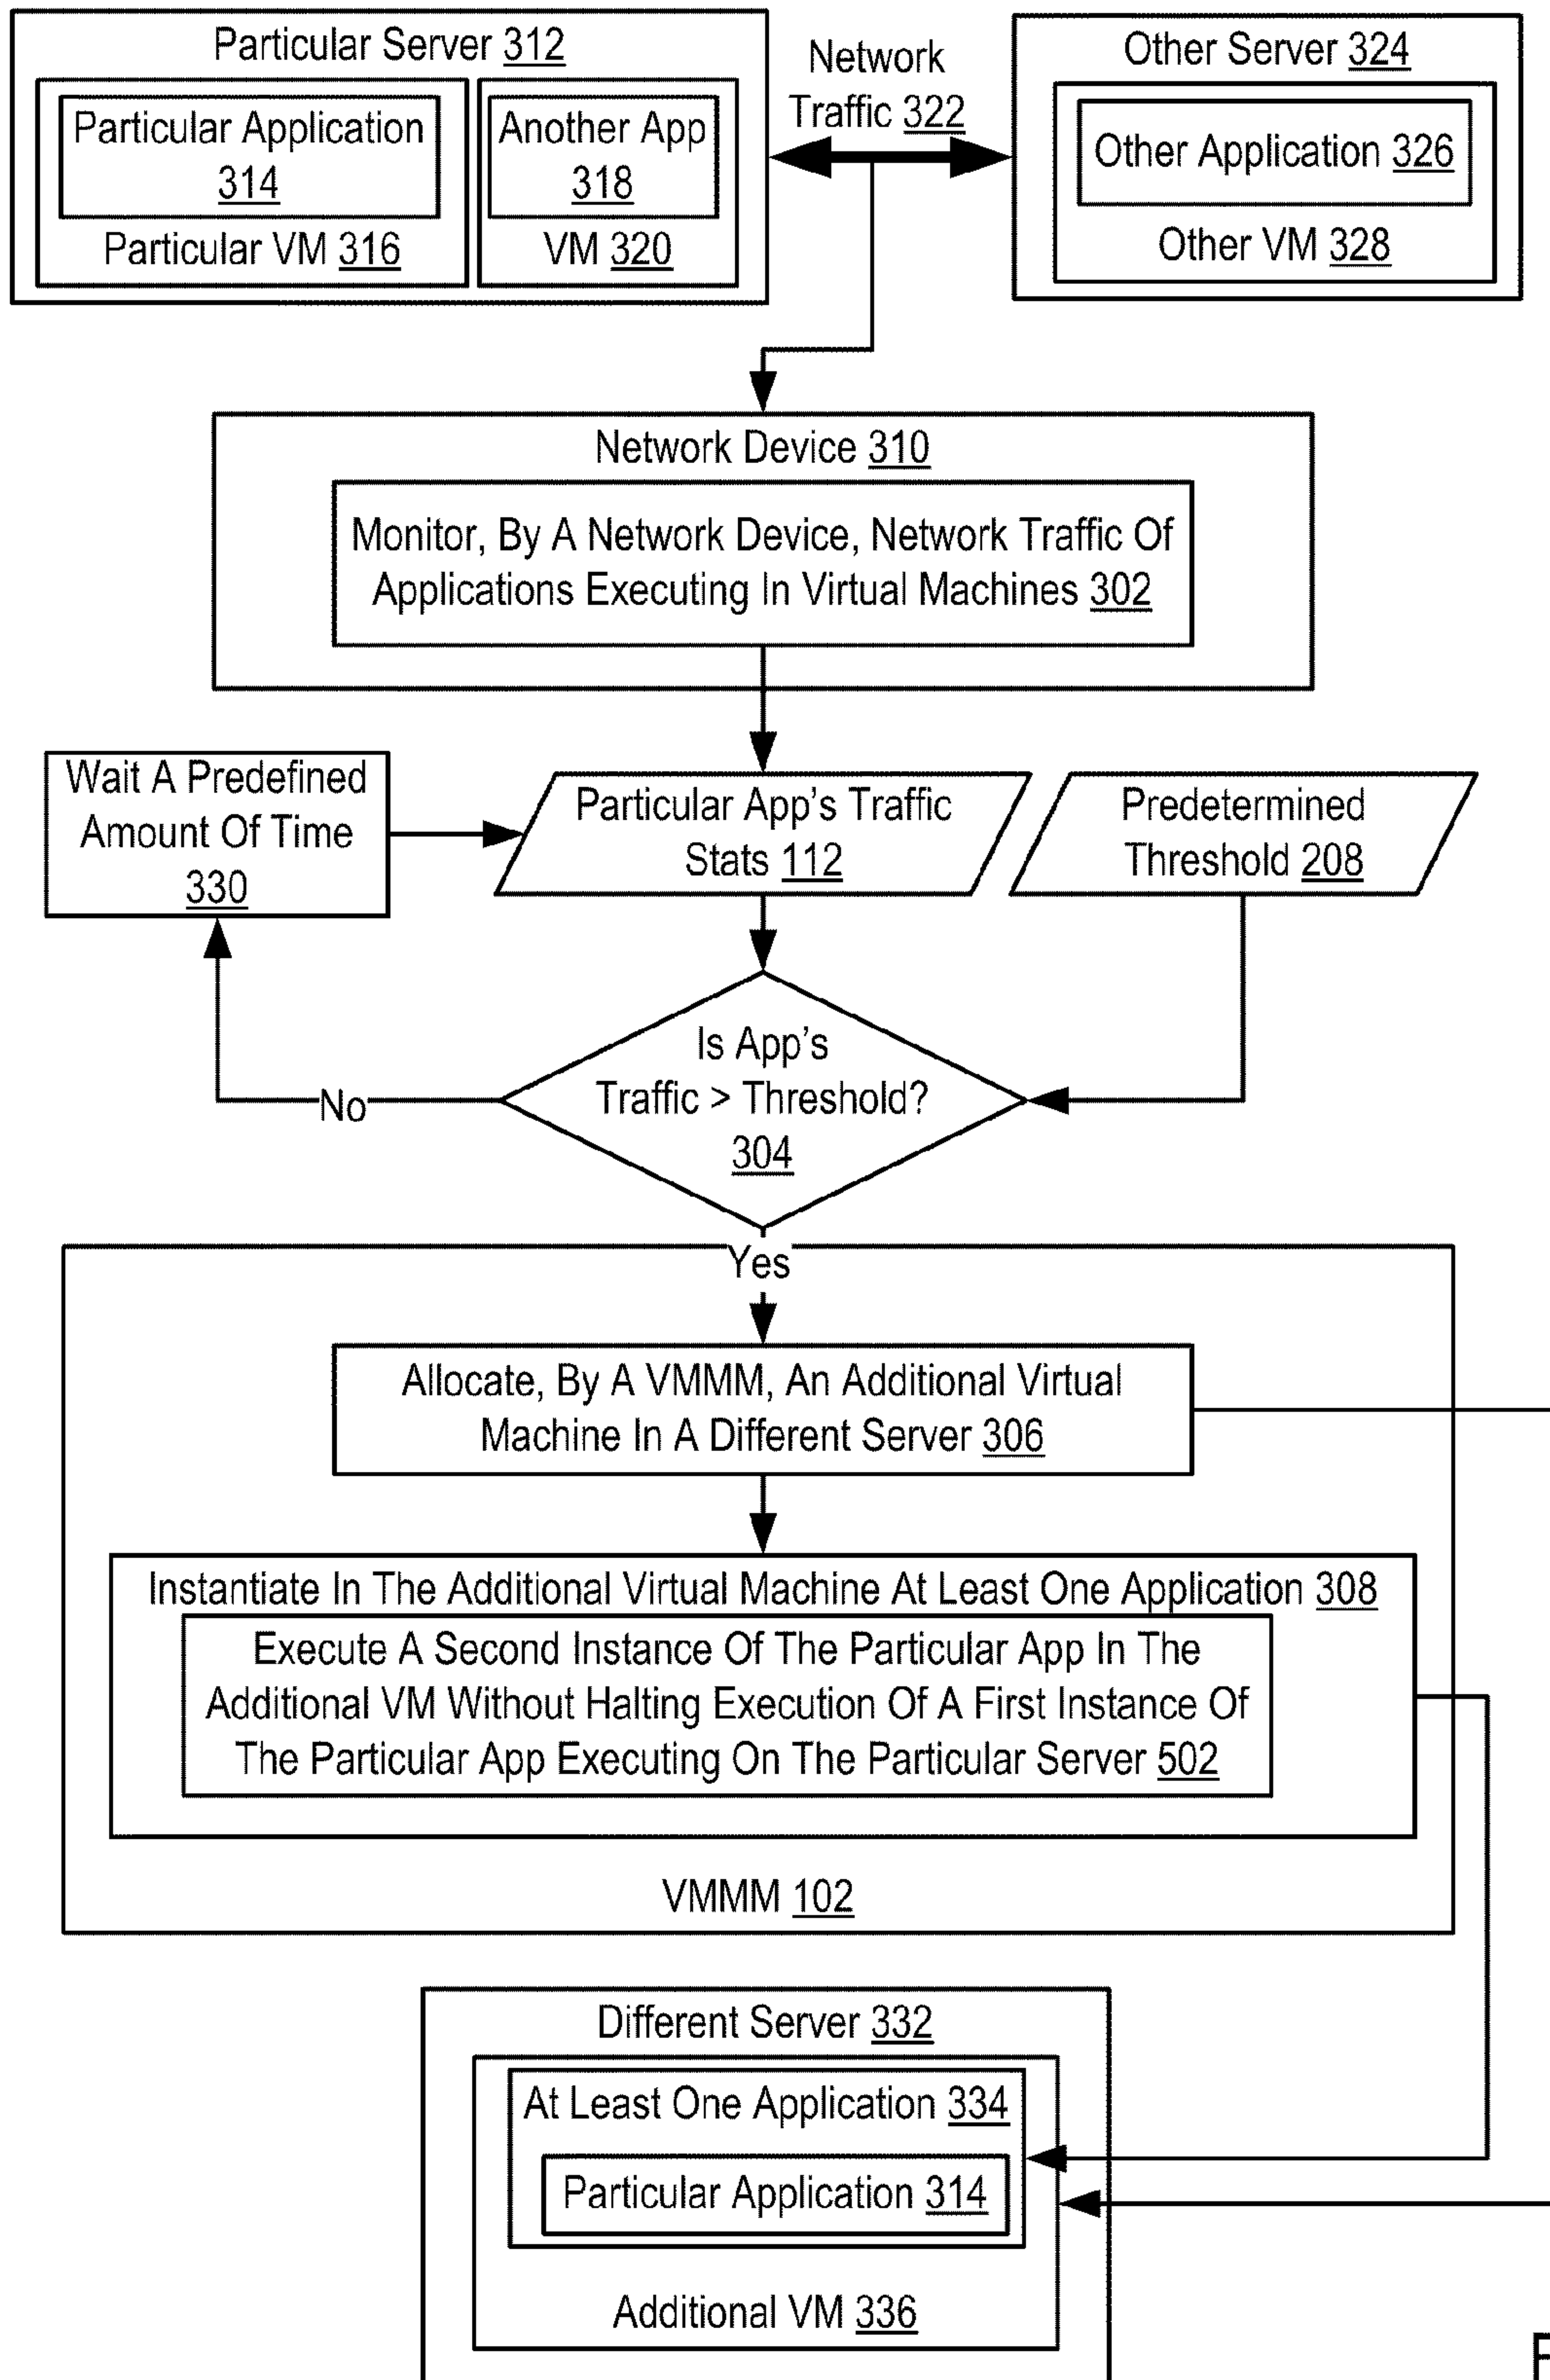 Particular Server 312
Particular Application
314
Particular VM 316
Another App
318
VM 320
Network
Traffic 322
Other Server 324
Other Application 326
Other VM 328
Network Device 310
Monitor, By A Network Device, Network Traffic Of
Applications Executing In Virtual Machines 302
Wait A Predefined
Amount Of Time
330
Particular App's Traffic
Stats 112
Predetermined
Threshold 208
Is App's
Traffic > Threshold?
304
No
Yes
Allocate, By A VMMM, An Additional Virtual
Machine In A Different Server 306
Instantiate In The Additional Virtual Machine At Least One Application 308
Execute A Second Instance Of The Particular App In The
Additional VM Without Halting Execution Of A First Instance Of
The Particular App Executing On The Particular Server 502
VMMM 102
Different Server 332
At Least One Application 334
Particular Application 314
Additional VM 336